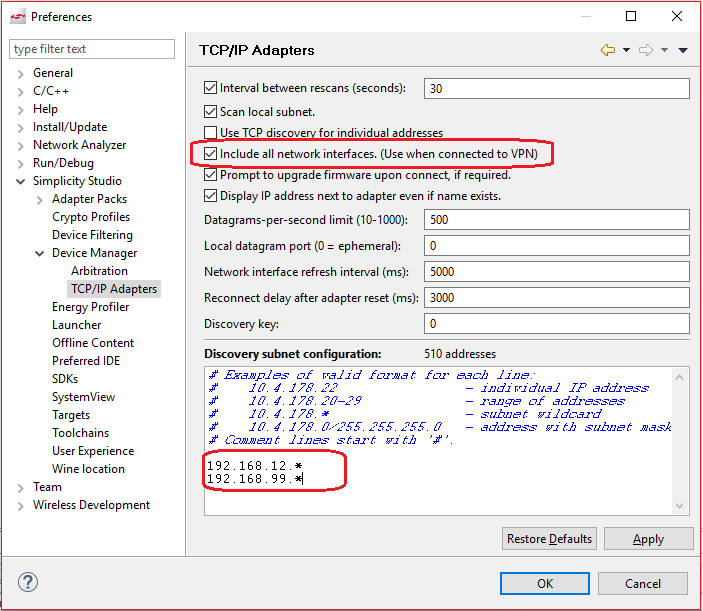 Preferences
type filter text
General
C/C++
Help
Install/Update
Network Analyzer
Run/Debug
Simplicity Studio
Adapter Packs
Crypto Profiles
Device Filtering
Device Manager
Arbitration
TCP/IP Adapters
Energy Profiler
Launcher
Offline Content
Preferred IDE
SDKs
SystemView
Targets
Toolchains
User Experience
Wine location
Team
Wireless Development
TCP/IP Adapters
Interval between rescans (seconds): 30
Scan local subnet.
Use TCP discovery for individual addresses
Include all network interfaces. (Use when connected to VPN)
Prompt to upgrade firmware upon connect, if required.
Display IP address next to adapter even if name exists.
Datagrams-per-second limit (10-1000): 500
Local datagram port (0 = ephemeral): 0
Network interface refresh interval (ms): 5000
Reconnect delay after adapter reset (ms): 3000
Discovery key: 0
Discovery subnet configuration: 510 addresses
# Examples of valid format for each line:
# 10.4.178.22 - individual IP address
# 10.4.178.20-29 - range of addresses
# 10.4.178.* - subnet wildcard
# 10.4.178.0/255.255.255.0 - address with subnet mask
# Comment lines start with '#'.
192.168.12.*
192.168.99.*
Restore Defaults Apply
? OK Cancel